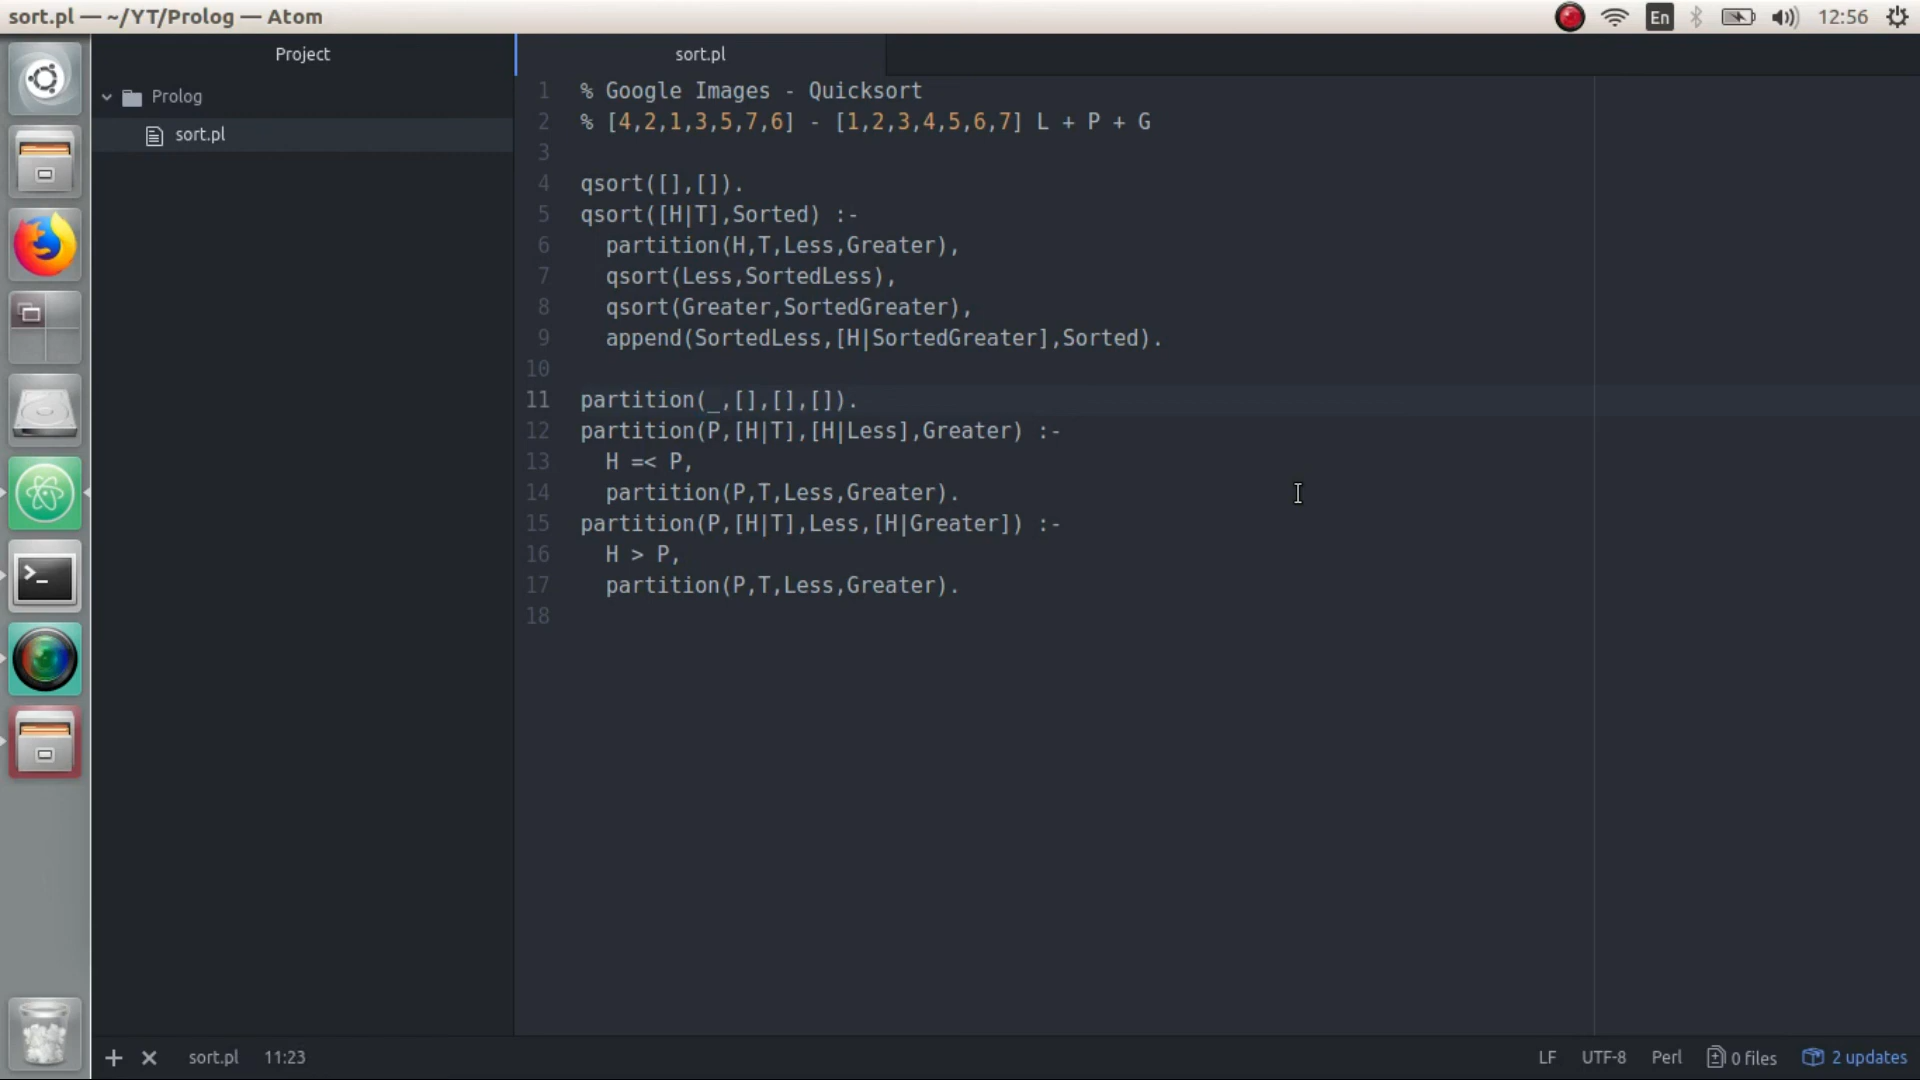 sort.pl — ~/YT/Prolog — Atom
En
12:56
Project
sort.pl
Prolog
sort.pl
1 % Google Images - Quicksort
2 % [4,2,1,3,5,7,6] - [1,2,3,4,5,6,7] L + P + G
3
4 qsort([],[]).
5 qsort([H|T],Sorted) :-
6 partition(H,T,Less,Greater),
7 qsort(Less,SortedLess),
8 qsort(Greater,SortedGreater),
9 append(SortedLess,[H|SortedGreater],Sorted).
10
11 partition(_,[],[],[]).
12 partition(P,[H|T],[H|Less],Greater) :-
13 H =< P,
14 partition(P,T,Less,Greater).
15 partition(P,[H|T],Less,[H|Greater]) :-
16 H > P,
17 partition(P,T,Less,Greater).
18
sort.pl 11:23
LF UTF-8 Perl 0 files 2 updates